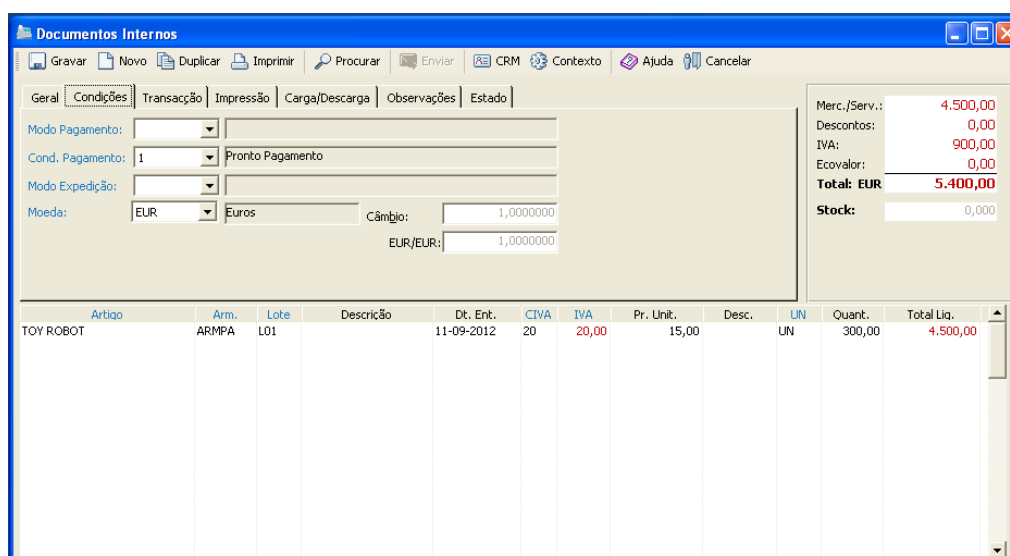 Documentos Internos
Gravar Novo Duplicar Imprimir Procurar Enviar CRM Contexto Ajuda Cancelar
Geral Condições Transacção Impressão Carga/Descarga Observações Estado
Modo Pagamento:
Cond. Pagamento: 1 Pronto Pagamento
Modo Expedição:
Moeda: EUR Euros Câmbio: 1,0000000
EUR/EUR: 1,0000000
Merc./Serv.: 4.500,00
Descontos: 0,00
IVA: 900,00
Ecovalor: 0,00
Total: EUR 5.400,00
Stock: 0,000
Artigo Arm. Lote Descrição Dt. Ent. CIVA IVA Pr. Unit. Desc. UN Quant. Total Liq.
TOY ROBOT ARMPA L01 11-09-2012 20 20,00 15,00 UN 300,00 4.500,00